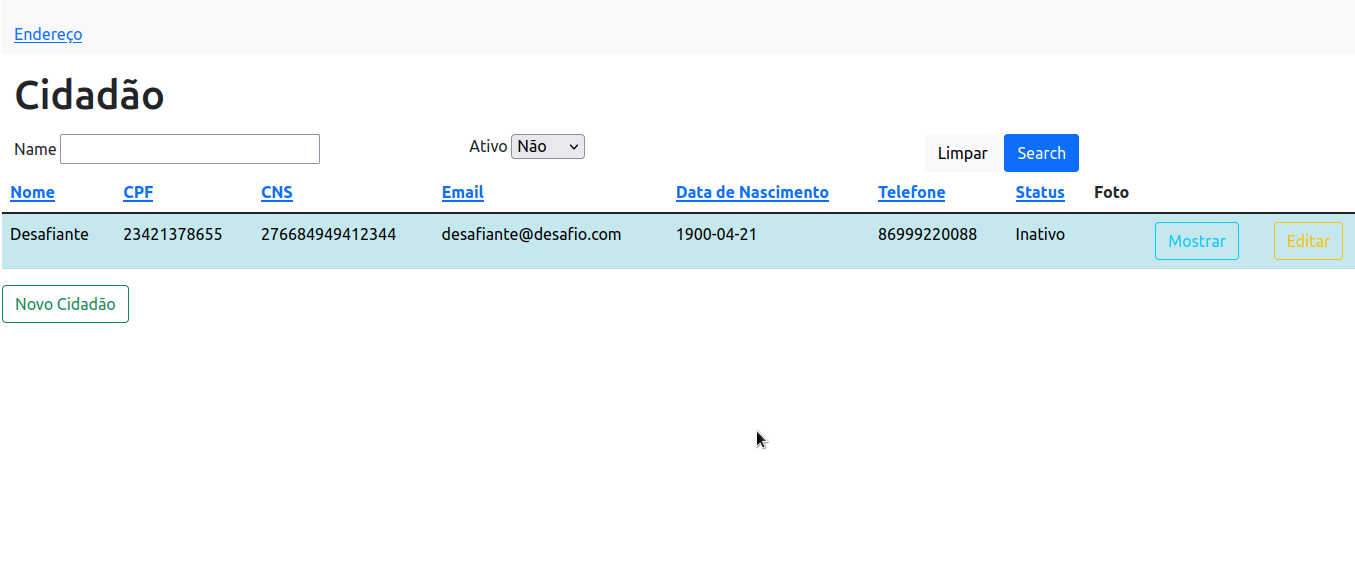 Endereço
Cidadão
Name Ativo Não Limpar Search
Nome CPF CNS Email Data de Nascimento Telefone Status Foto
Desafiante 23421378655 276684949412344 desafiante@desafio.com 1900-04-21 86999220088 Inativo Mostrar Editar
Novo Cidadão